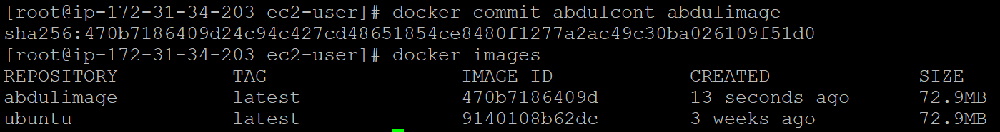 [root@ip-172-31-34-203 ec2-user]# docker commit abdulcont abdulimage
sha256:470b7186409d24c94c427cd48651854ce8480f1277a2ac49c30ba026109f51d0
[root@ip-172-31-34-203 ec2-user]# docker images
REPOSITORY TAG IMAGE ID CREATED SIZE
abdulimage latest 470b7186409d 13 seconds ago 72.9MB
ubuntu latest 9140108b62dc 3 weeks ago 72.9MB